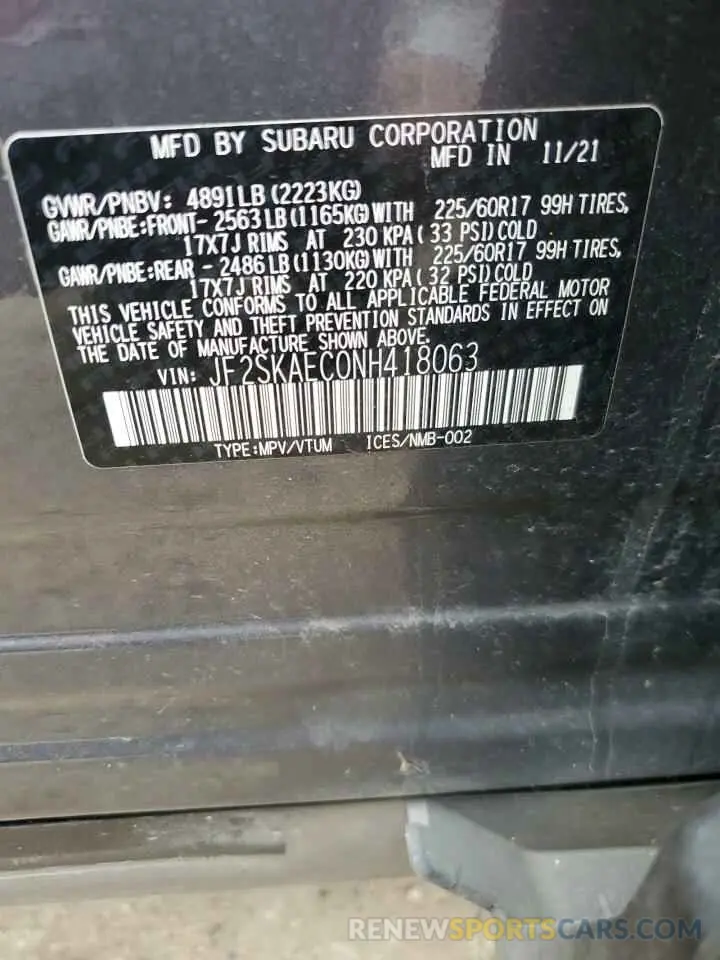 MFD BY SUBARU CORPORATION
MFD IN 11/21
GVWR/PNBV: 4891LB (2223KG)
GAWR/PNBE:FRONT- 2563LB (1165KG) WITH 225/60R17 99H TIRES,
17X7J RIMS AT 230 KPA ( 33 PSI) COLD
GAWR/PNBE:REAR - 2486LB (1130KG) WITH 225/60R17 99H TIRES,
17X7J RIMS AT 220 KPA ( 32 PSI) COLD
THIS VEHICLE CONFORMS TO ALL APPLICABLE FEDERAL MOTOR
VEHICLE SAFETY AND THEFT PREVENTION STANDARDS IN EFFECT ON
THE DATE OF MANUFACTURE SHOWN ABOVE.
VIN: JF2SKAEC0NH418063
TYPE:MPV/VTUM ICES/NMB-002
RENEWSPORTSCARS.COM